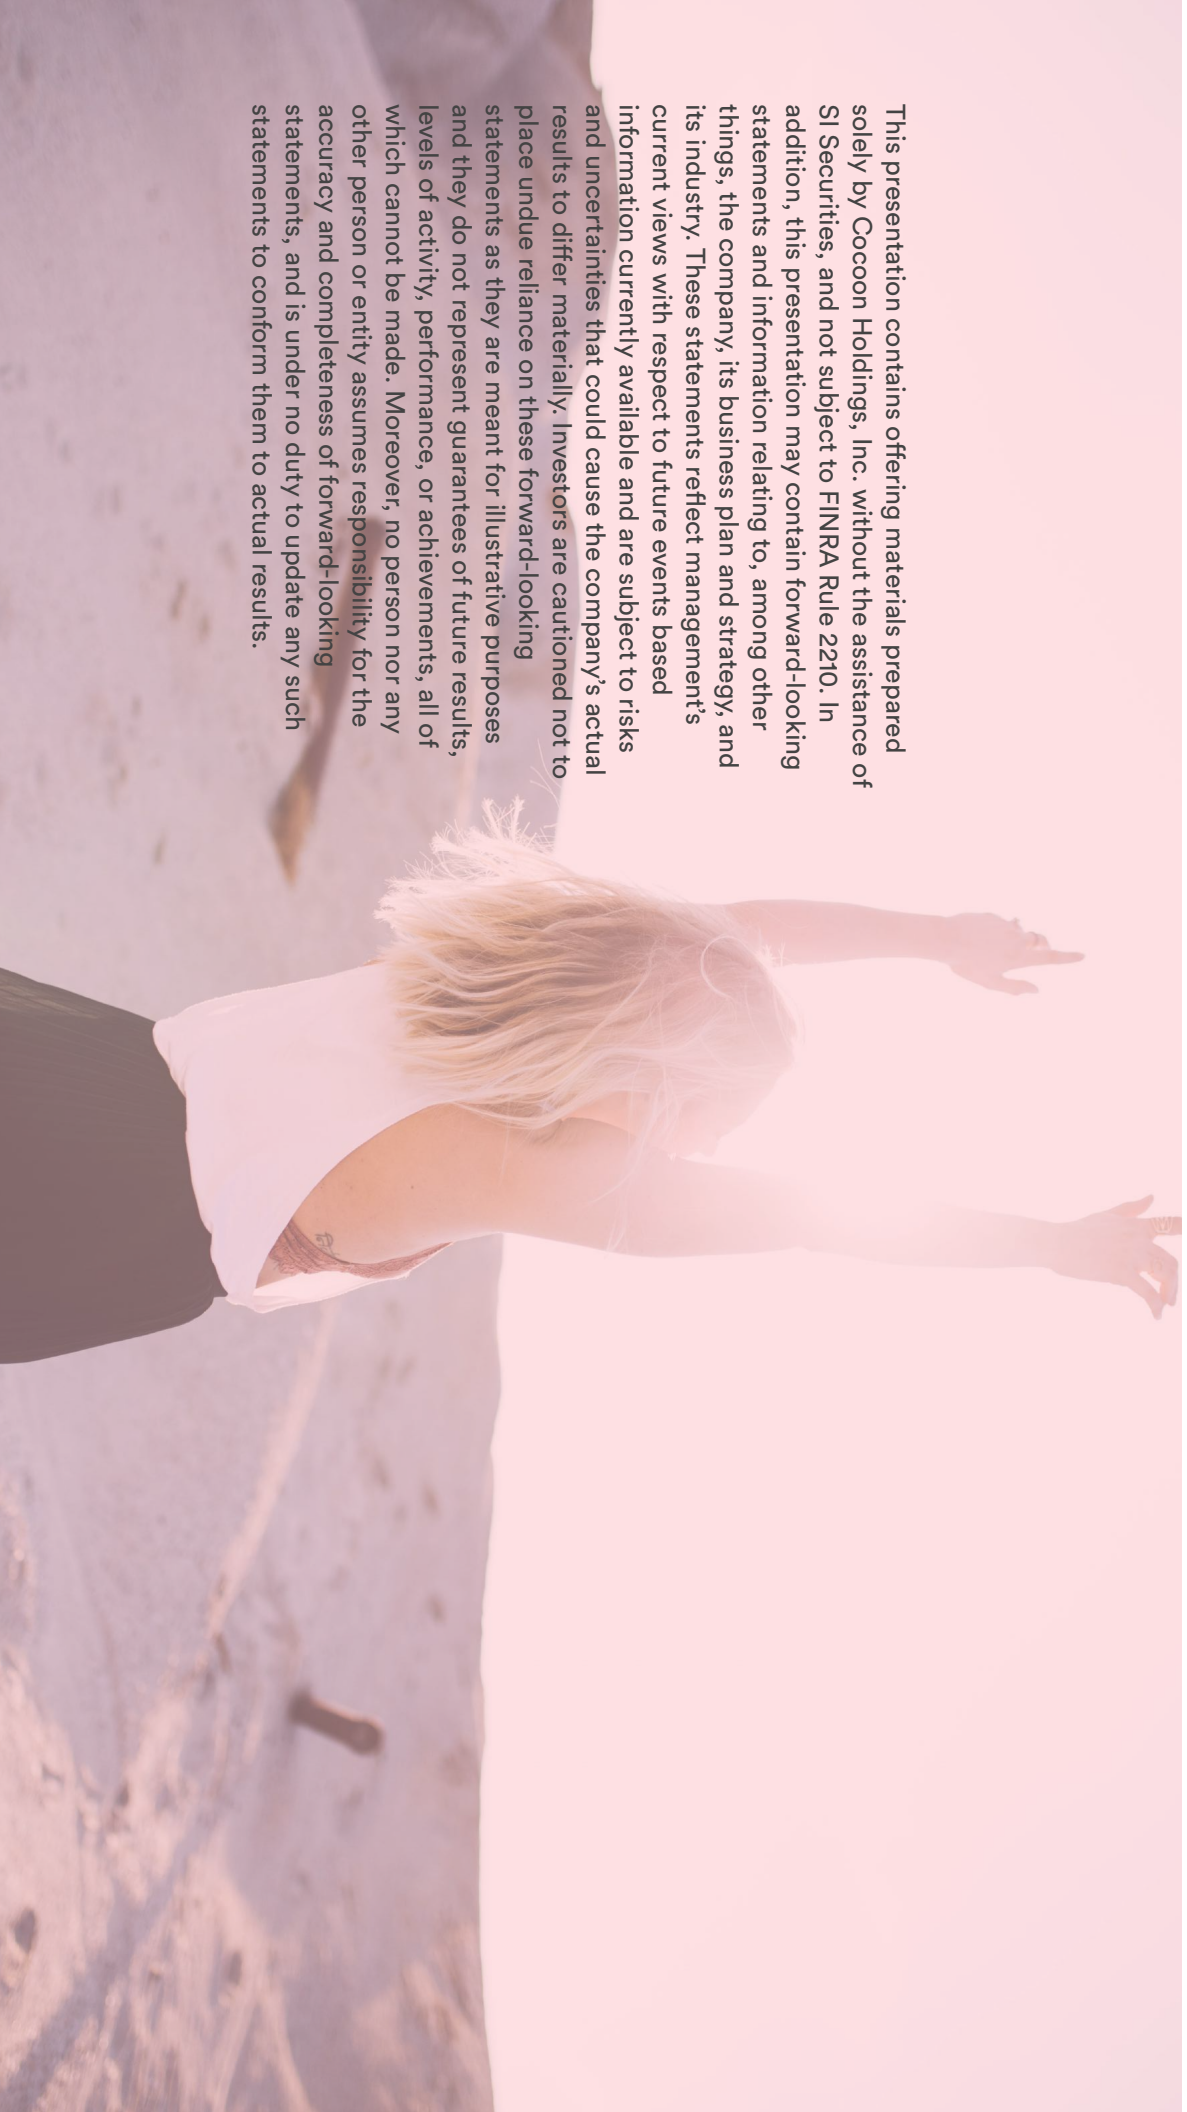 This presentation contains offering materials prepared
solely by Cocoon Holdings, Inc. without the assistance of
SI Securities, and not subject to FINRA Rule 2210. In
addition, this presentation may contain forward-looking
statements and information relating to, among other
things, the company, its business plan and strategy, and
its industry. These statements reflect management’s
current views with respect to future events based
information currently available and are subject to risks
and uncertainties that could cause the company’s actual
results to differ materially. Investors are cautioned not to
place undue reliance on these forward-looking
statements as they are meant for illustrative purposes
and they do not represent guarantees of future results,
levels of activity, performance, or achievements, all of
which cannot be made. Moreover, no person nor any
other person or entity assumes responsibility for the
accuracy and completeness of forward-looking
statements, and is under no duty to update any such
statements to conform them to actual results.